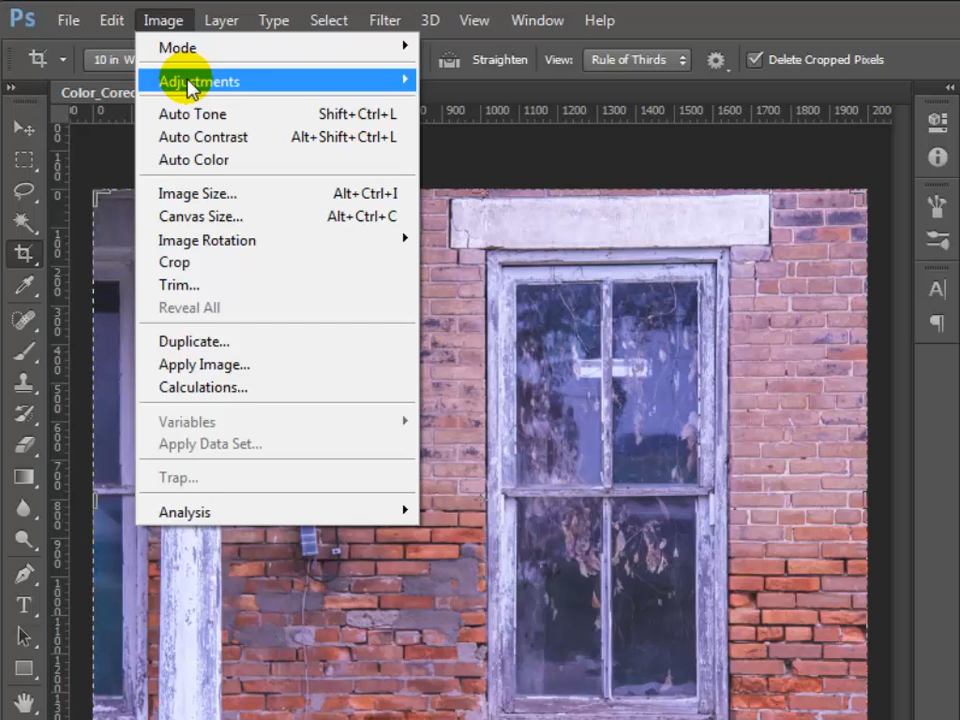 Ps File Edit Image Layer Type Select Filter 3D View Window Help
10 in Straighten View: Rule of Thirds Delete Cropped Pixels
Mode
Adjustments
Auto Tone Shift+Ctrl+L
Auto Contrast Alt+Shift+Ctrl+L
Auto Color
Image Size... Alt+Ctrl+I
Canvas Size... Alt+Ctrl+C
Image Rotation
Crop
Trim...
Reveal All
Duplicate...
Apply Image...
Calculations...
Variables
Apply Data Set...
Trap...
Analysis
900 1000 1100 1200 1300 1400 1500 1600 1700 1800 1900